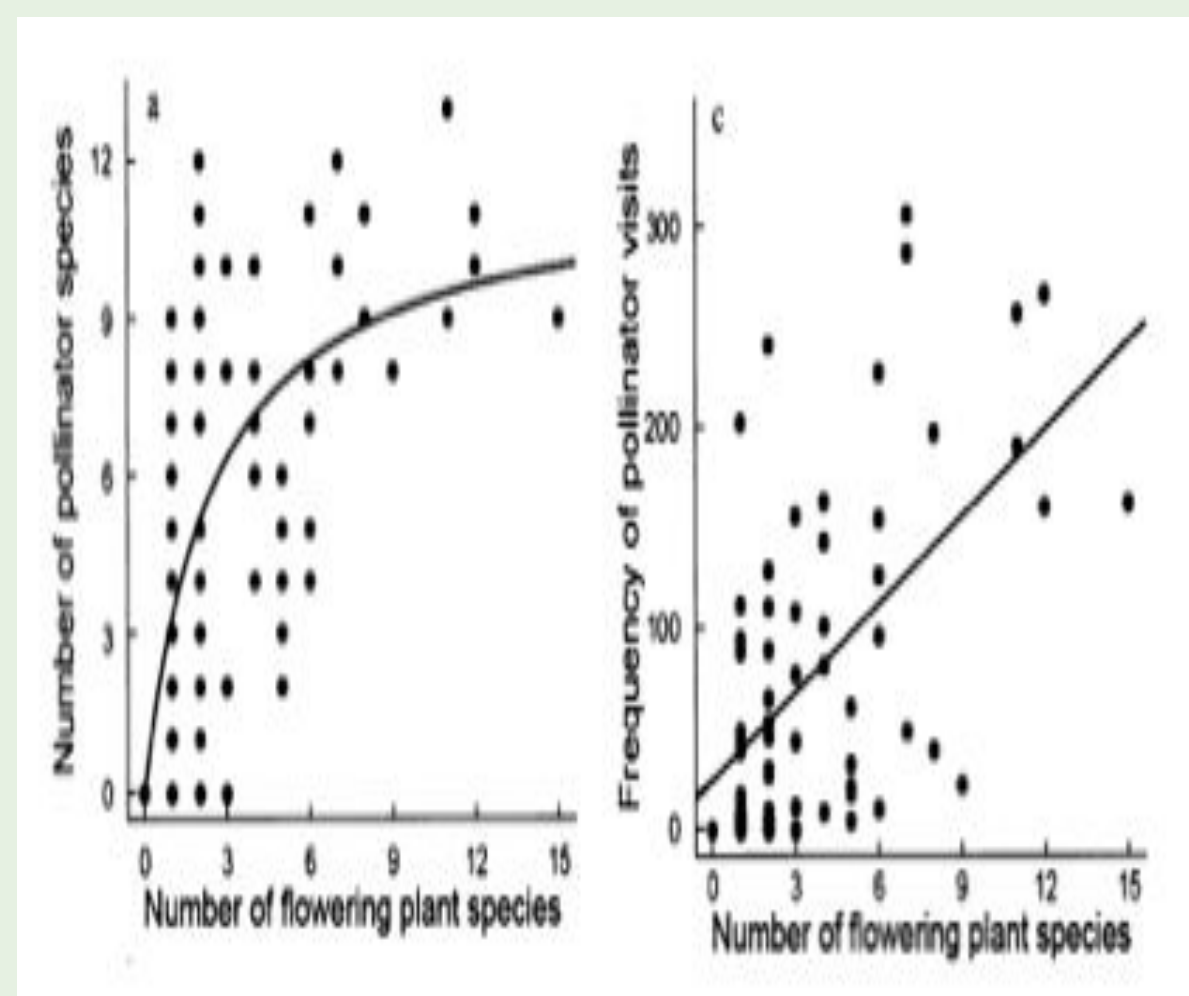 a
Number of pollinator species
12
9
6
3
0
0 3 6 9 12 15
Number of flowering plant species
c
Frequency of pollinator visits
300
200
100
0
0 3 6 9 12 15
Number of flowering plant species